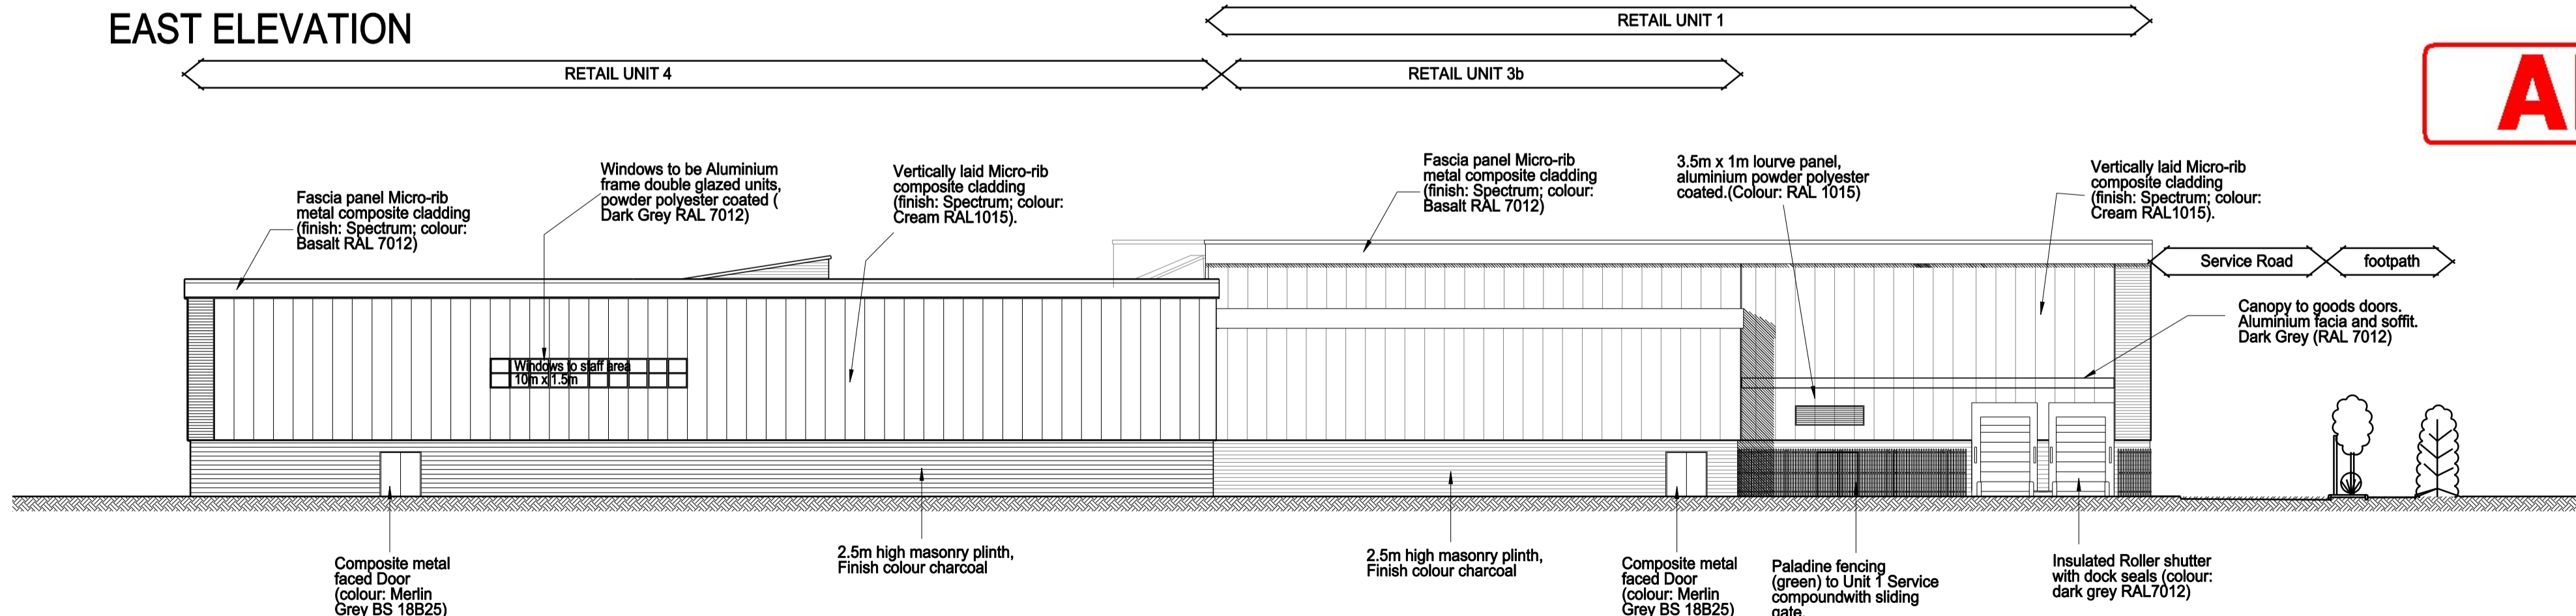 EAST ELEVATION
RETAIL UNIT 1
RETAIL UNIT 4
RETAIL UNIT 3b
Fascia panel Micro-rib
metal composite cladding
(finish: Spectrum; colour:
Basalt RAL 7012)
Windows to be Aluminium
frame double glazed units,
powder polyester coated (
Dark Grey RAL 7012)
Vertically laid Micro-rib
composite cladding
(finish: Spectrum; colour:
Cream RAL1015).
Fascia panel Micro-rib
metal composite cladding
(finish: Spectrum; colour:
Basalt RAL 7012)
3.5m x 1m lourve panel,
aluminium powder polyester
coated.(Colour: RAL 1015)
Vertically laid Micro-rib
composite cladding
(finish: Spectrum; colour:
Cream RAL1015).
Service Road
footpath
Canopy to goods doors.
Aluminium facia and soffit.
Dark Grey (RAL 7012)
Windows to staff area
10m x 1.5m
Composite metal
faced Door
(colour: Merlin
Grey BS 18B25)
2.5m high masonry plinth,
Finish colour charcoal
2.5m high masonry plinth,
Finish colour charcoal
Composite metal
faced Door
(colour: Merlin
Grey BS 18B25)
Paladine fencing
(green) to Unit 1 Service
compoundwith sliding
gate.
Insulated Roller shutter
with dock seals (colour:
dark grey RAL7012)